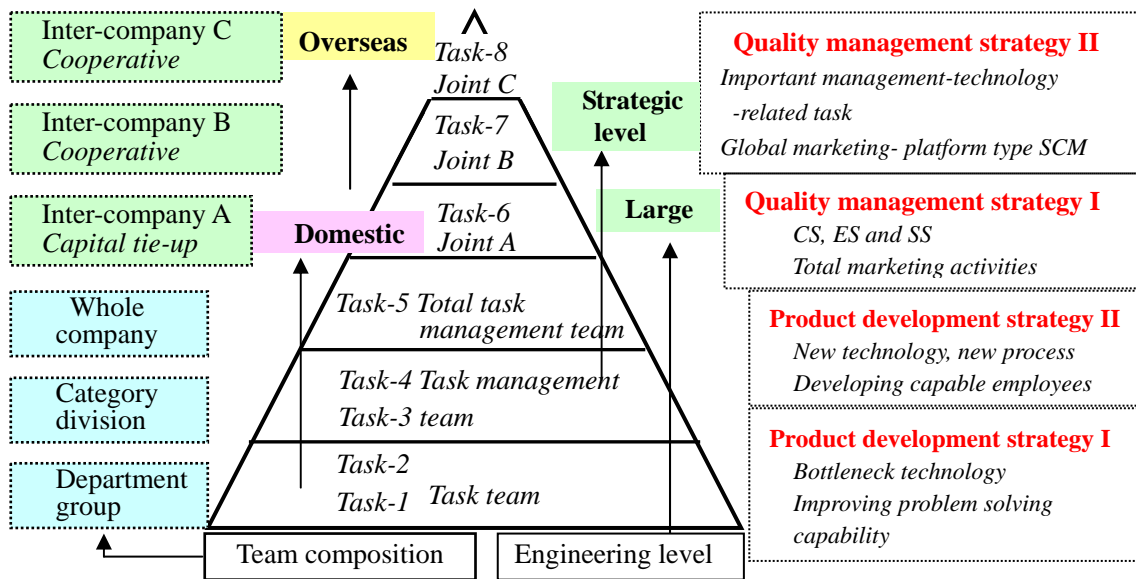 Inter-company C
Cooperative
Inter-company B
Cooperative
Inter-company A
Capital tie-up
Whole
company
Category
division
Department
group
Overseas
Domestic
Task-8
Joint C
Task-7
Joint B
Task-6
Joint A
Task-5 Total task
management team
Task-4 Task management
Task-3 team
Task-2
Task-1 Task team
Team composition
Engineering level
Strategic
level
Large
Quality management strategy II
Important management-technology
-related task
Global marketing- platform type SCM
Quality management strategy I
CS, ES and SS
Total marketing activities
Product development strategy II
New technology, new process
Developing capable employees
Product development strategy I
Bottleneck technology
Improving problem solving
capability